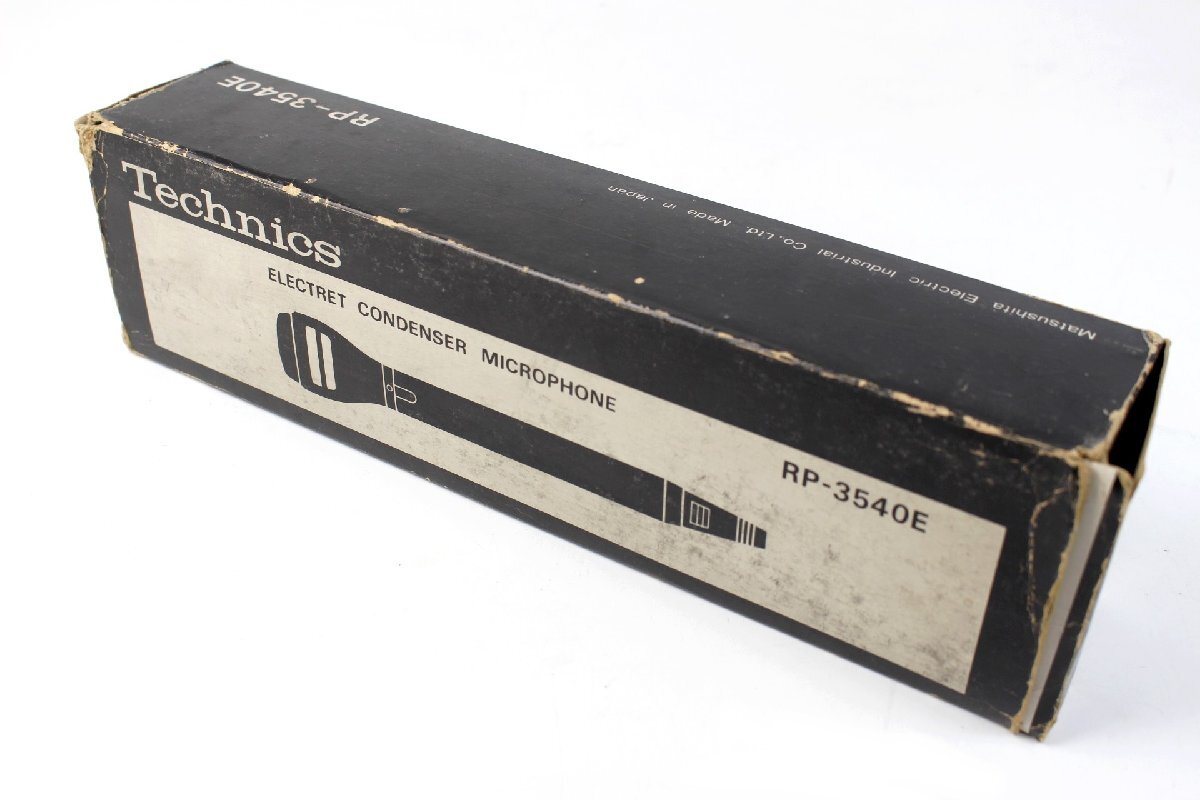 RP-3540E
Matsushita Electric Industrial Co.,Ltd. Made in Japan
Technics
ELECTRET CONDENSER MICROPHONE
RP-3540E